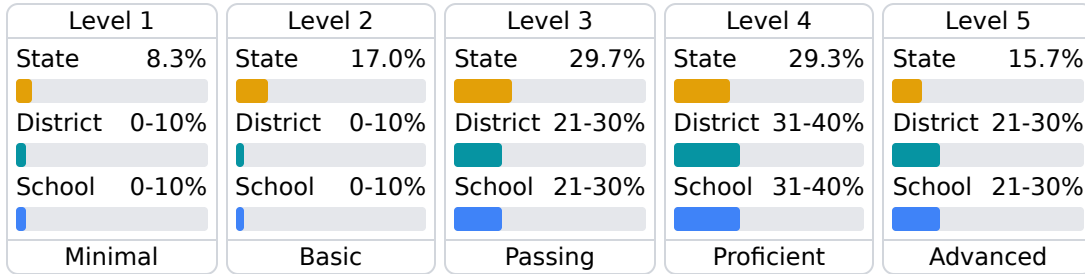 Level 1
State 8.3%
District 0-10%
School 0-10%
Minimal
Level 2
State 17.0%
District 0-10%
School 0-10%
Basic
Level 3
State 29.7%
District 21-30%
School 21-30%
Passing
Level 4
State 29.3%
District 31-40%
School 31-40%
Proficient
Level 5
State 15.7%
District 21-30%
School 21-30%
Advanced